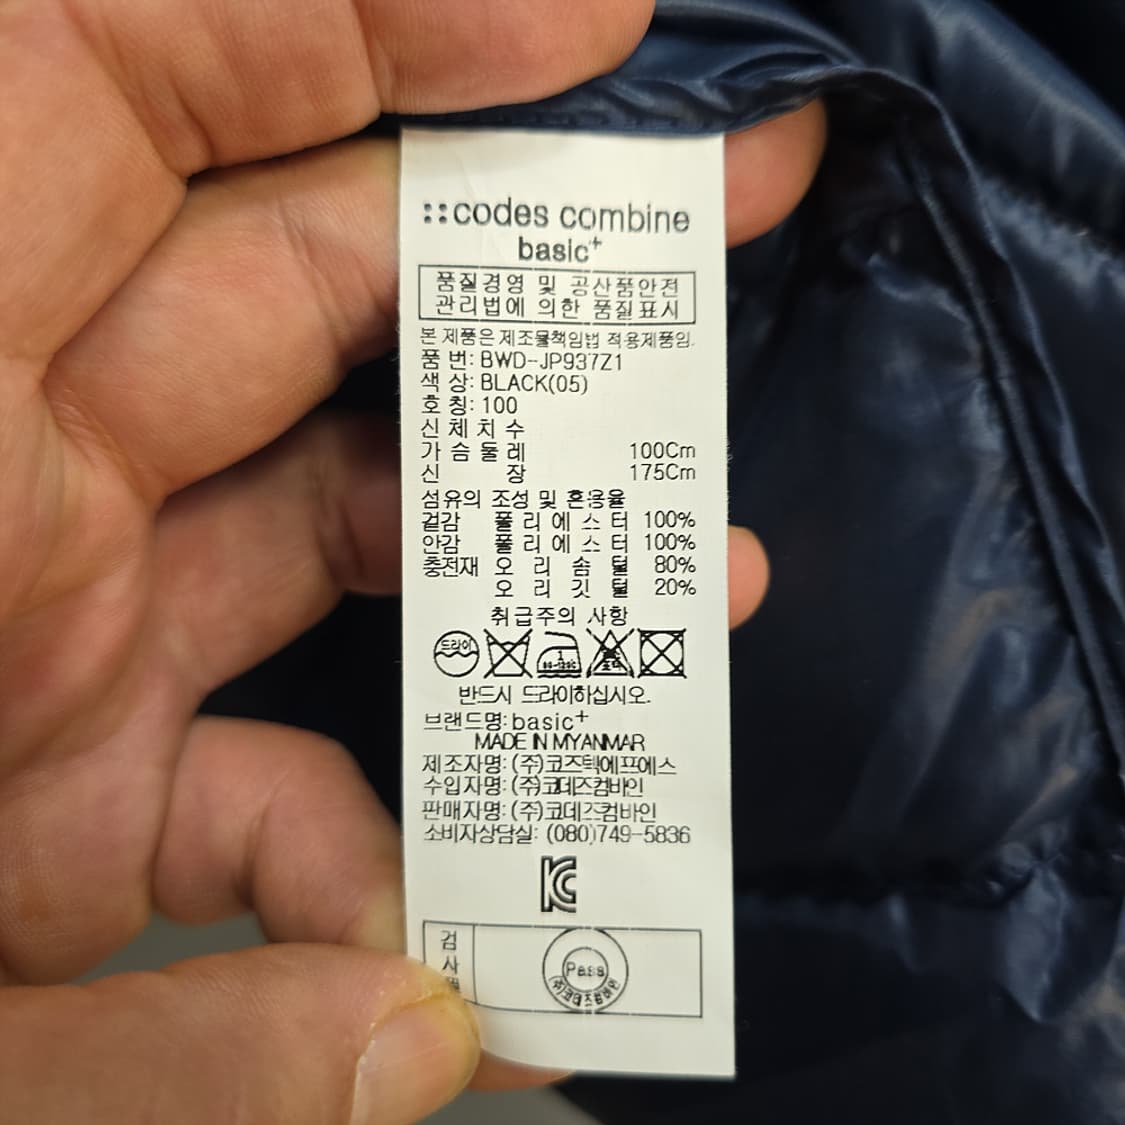 ::codes combine
basic+
품질경영 및 공산품안전
관리법에 의한 품질표시
본 제품은 제조물책임법 적용제품임.
품 번: BWD-JP937Z1
색 상: BLACK(05)
호 칭: 100
신 체 치 수
가 슴 둘 레 100Cm
신 장 175Cm
섬유의 조성 및 혼용율
겉감 폴 리 에 스 터 100%
안감 폴 리 에 스 터 100%
충전재 오 리 솜 털 80%
오 리 깃 털 20%
취급주의 사항
드라이
반드시 드라이하십시오.
브랜드명: basic+
MADE IN MYANMAR
제조자명: (주)코즈텍에프에스
수입자명: (주)코데즈컴바인
판매자명: (주)코데즈컴바인
소비자상담실: (080)749-5836
KC
검
사
Pass
(주)코데즈컴바인